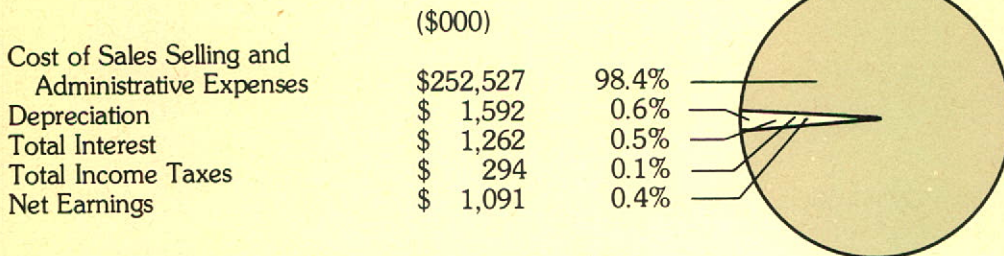 ($000)
Cost of Sales Selling and
Administrative Expenses $252,527 98.4%
Depreciation $ 1,592 0.6%
Total Interest $ 1,262 0.5%
Total Income Taxes $ 294 0.1%
Net Earnings $ 1,091 0.4%